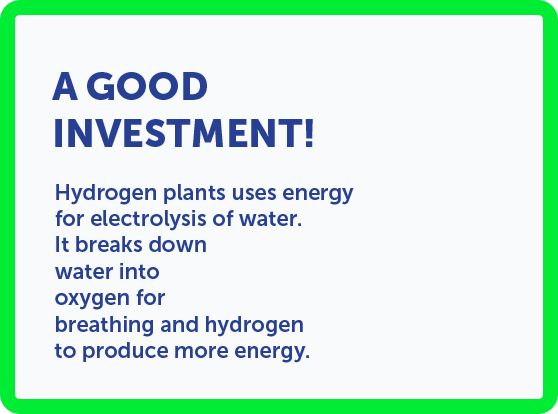 A GOOD
INVESTMENT!
Hydrogen plants uses energy
for electrolysis of water.
It breaks down
water into
oxygen for
breathing and hydrogen
to produce more energy.